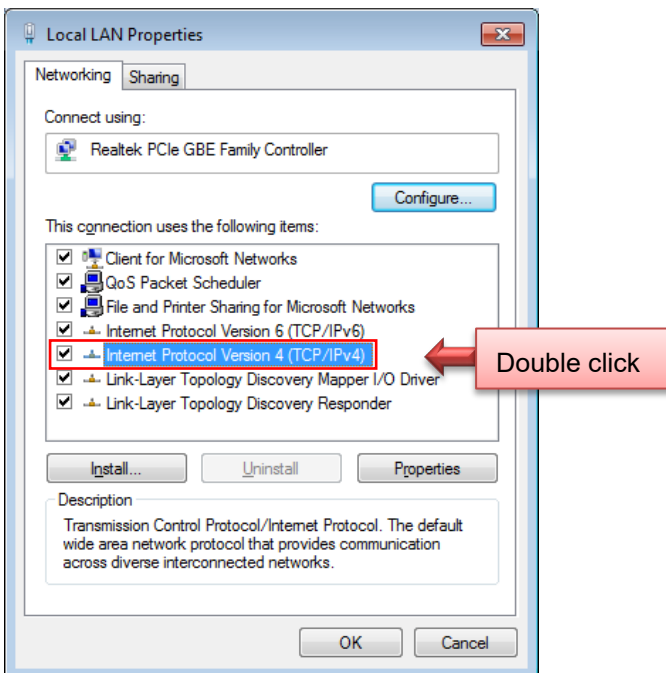 Local LAN Properties
Networking
Sharing
Connect using:
Realtek PCIe GBE Family Controller
Configure...
This connection uses the following items:
Client for Microsoft Networks
QoS Packet Scheduler
File and Printer Sharing for Microsoft Networks
Internet Protocol Version 6 (TCP/IPv6)
Internet Protocol Version 4 (TCP/IPv4)
Double click
Link-Layer Topology Discovery Mapper I/O Driver
Link-Layer Topology Discovery Responder
Install...
Uninstall
Properties
Description
Transmission Control Protocol/Internet Protocol. The default
wide area network protocol that provides communication
across diverse interconnected networks.
OK
Cancel